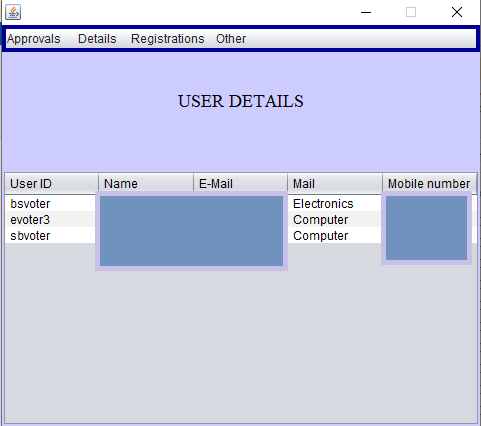 Approvals Details Registrations Other
USER DETAILS
User ID Name E-Mail Mail Mobile number
bsvoter Electronics
evoter3 Computer
sbvoter Computer